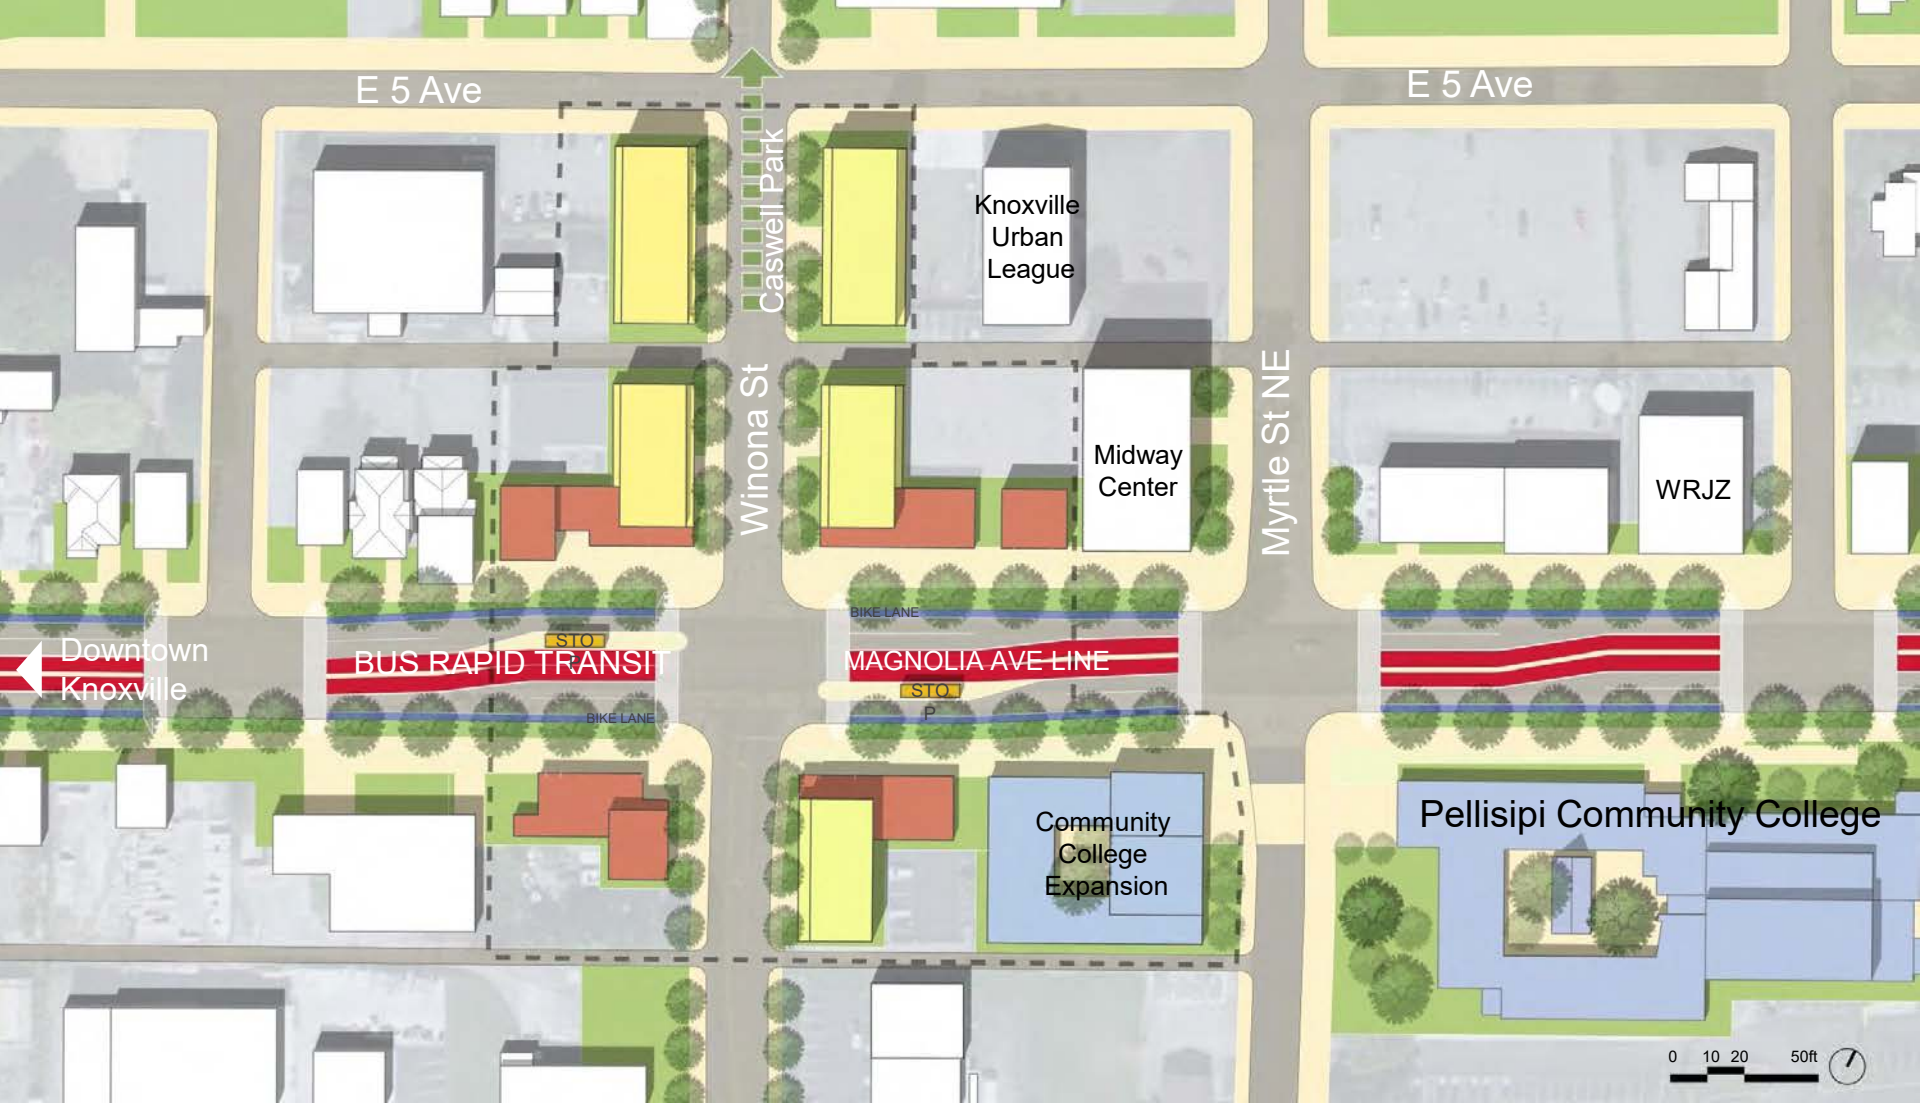 E 5 Ave
E 5 Ave
Caswell Park
Knoxville
Urban
League
Winona St
Myrtle St NE
Midway
Center
WRJZ
BIKE LANE
STO
P
Downtown
Knoxville
BUS RAPID TRANSIT
MAGNOLIA AVE LINE
STO
P
BIKE LANE
Community
College
Expansion
Pellisipi Community College
0 10 20 50ft